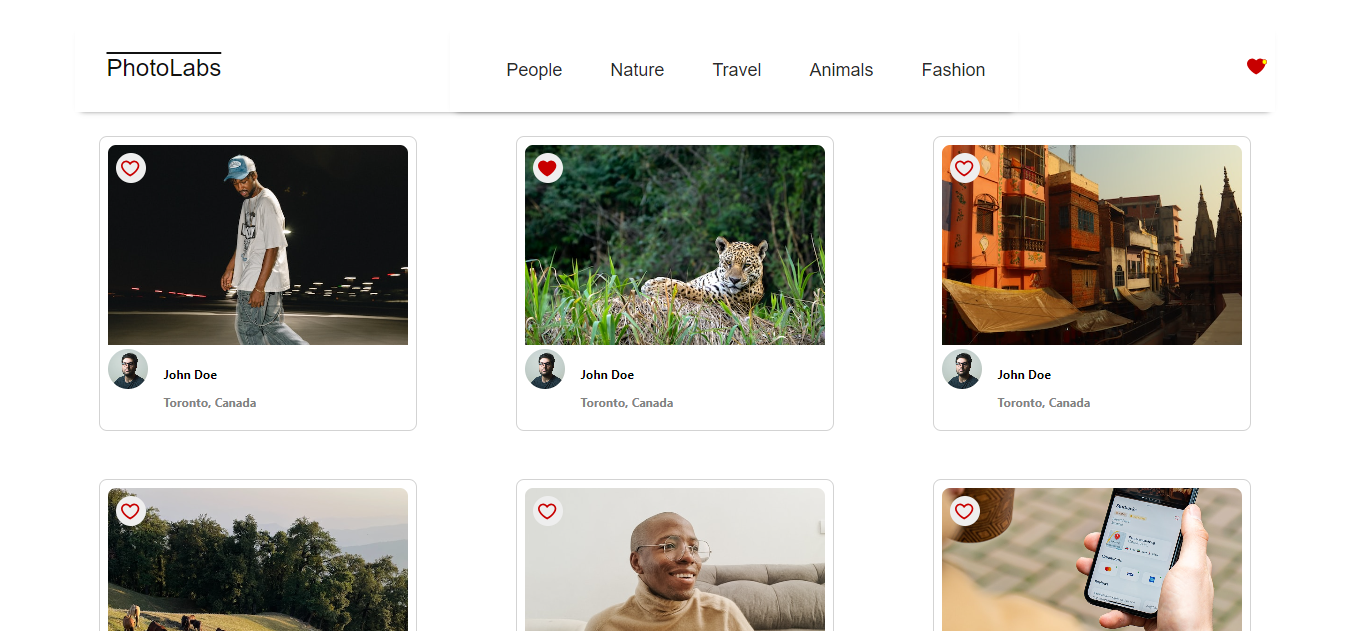 PhotoLabs
People
Nature
Travel
Animals
Fashion
John Doe
Toronto, Canada
John Doe
Toronto, Canada
John Doe
Toronto, Canada